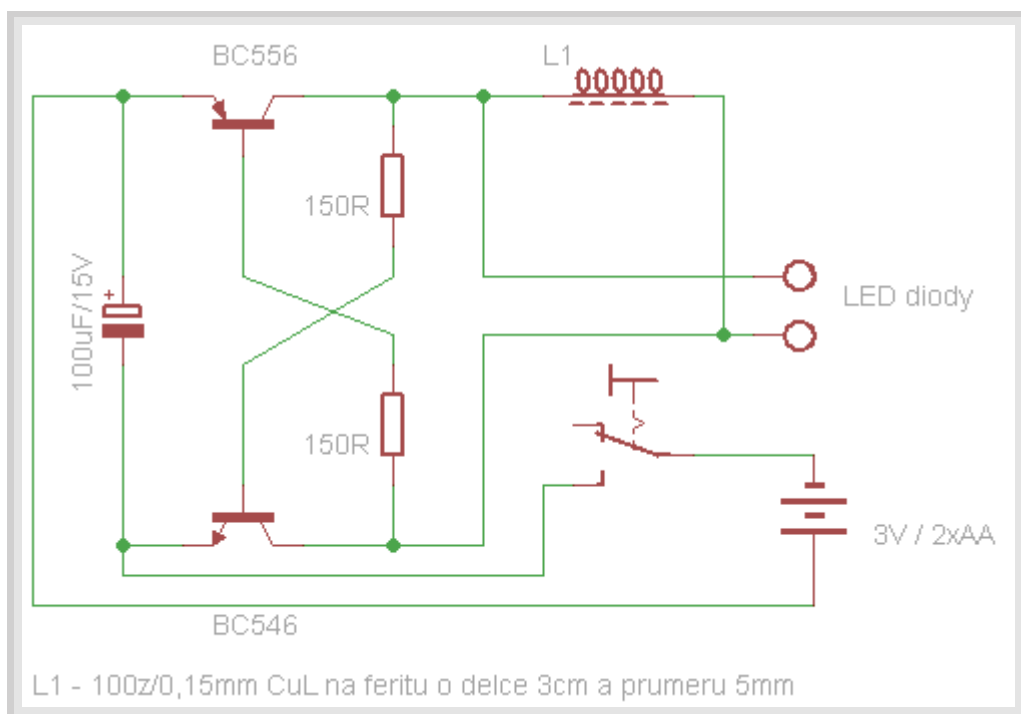 BC556
L1
150R
100uF/15V
+
LED diody
150R
3V / 2xAA
BC546
L1 - 100z/0,15mm CuL na feritu o delce 3cm a prumeru 5mm